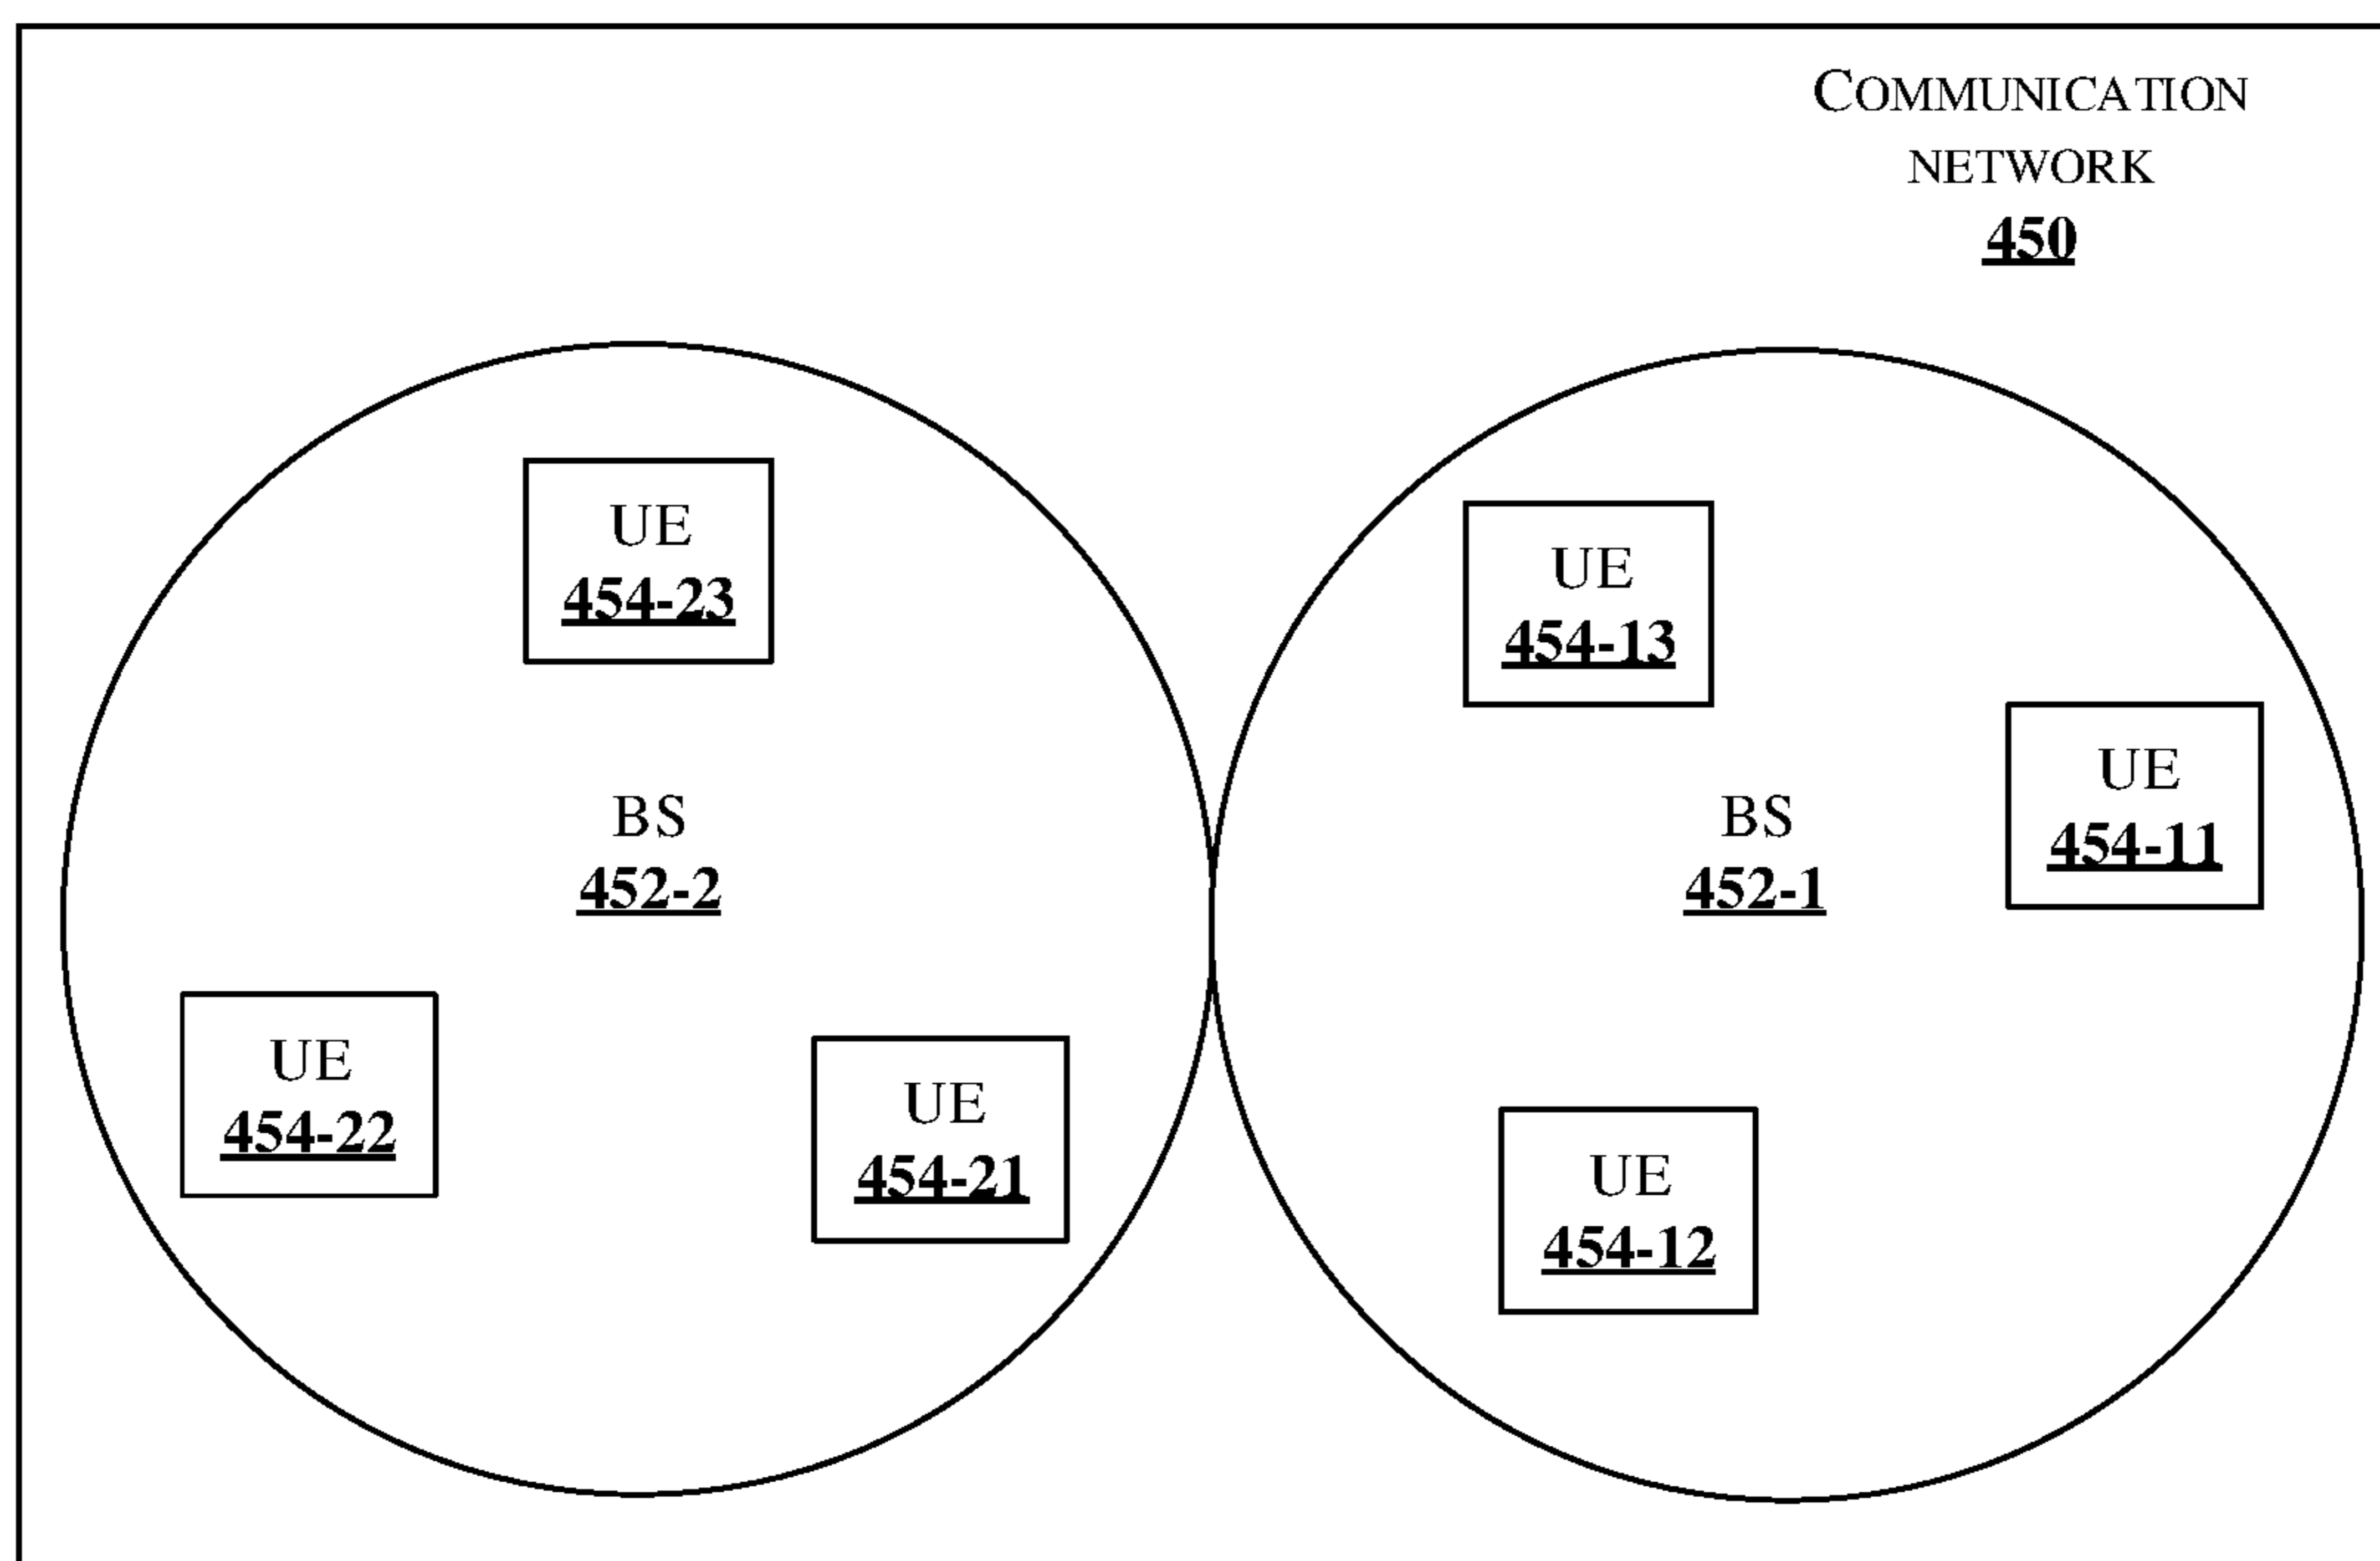 COMMUNICATION
NETWORK
450
UE
454-23
BS
452-2
UE
454-22
UE
454-21
UE
454-13
UE
454-11
BS
452-1
UE
454-12